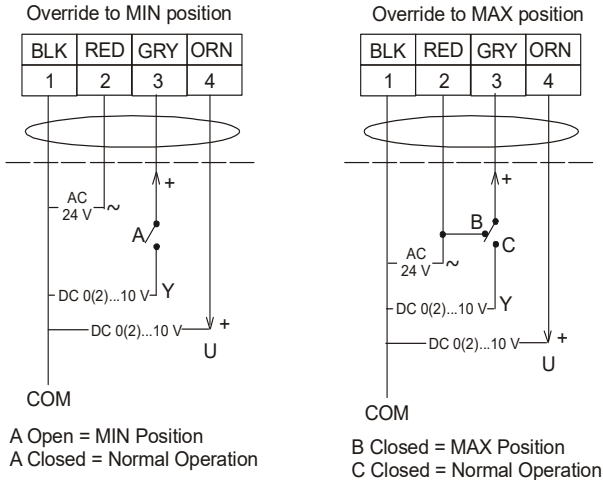 Override to MIN position
BLK RED GRY ORN
1 2 3 4
+
AC
24 V ~
A
DC 0(2)...10 V Y
DC 0(2)...10 V +
U
COM
A Open = MIN Position
A Closed = Normal Operation
Override to MAX position
BLK RED GRY ORN
1 2 3 4
+
B
C
AC
24 V ~
DC 0(2)...10 V Y
DC 0(2)...10 V +
U
COM
B Closed = MAX Position
C Closed = Normal Operation